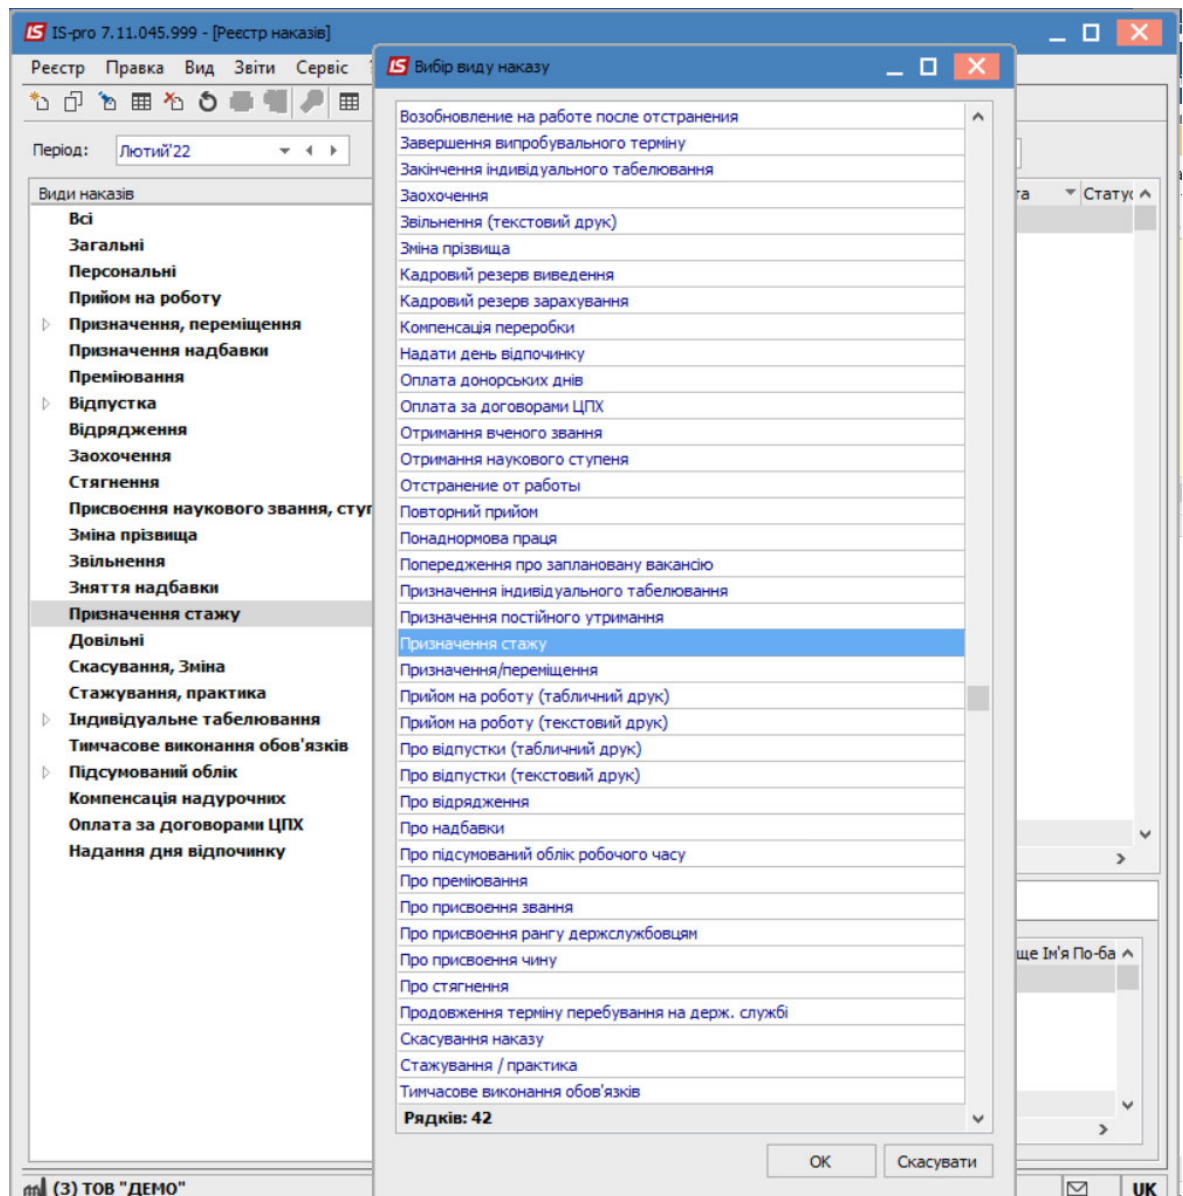 IS-pro 7.11.045.999 - [Реєстр наказів]
Реєстр Правка Вид Звіти Сервіс
Період: Лютий'22
Види наказів
Всі
Загальні
Персональні
Прийом на роботу
Призначення, переміщення
Призначення надбавки
Преміювання
Відпустка
Відрядження
Заохочення
Стягнення
Присвоєння наукового звання, ступ
Зміна прізвища
Звільнення
Зняття надбавки
Призначення стажу
Довільні
Скасування, Зміна
Стажування, практика
Індивідуальне табелювання
Тимчасове виконання обов'язків
Підсумований облік
Компенсація надурочних
Оплата за договорами ЦПХ
Надання дня відпочинку
Вибір виду наказу
Возобновление на работе после отстранения
Завершення випробувального терміну
Закінчення індивідуального табелювання
Заохочення
Звільнення (текстовий друк)
Зміна прізвища
Кадровий резерв виведення
Кадровий резерв зарахування
Компенсація переробки
Надати день відпочинку
Оплата донорських днів
Оплата за договорами ЦПХ
Отримання вченого звання
Отримання наукового ступеня
Отстранение от работы
Повторний прийом
Понаднормова праця
Попередження про заплановану вакансію
Призначення індивідуального табелювання
Призначення постійного утримання
Призначення стажу
Призначення/переміщення
Прийом на роботу (табличний друк)
Прийом на роботу (текстовий друк)
Про відпустки (табличний друк)
Про відпустки (текстовий друк)
Про відрядження
Про надбавки
Про підсумований облік робочого часу
Про преміювання
Про присвоєння звання
Про присвоєння рангу держслужбовцям
Про присвоєння чину
Про стягнення
Продовження терміну перебування на держ. службі
Скасування наказу
Стажування / практика
Тимчасове виконання обов'язків
Рядків: 42
OK Скасувати
та Статус
ще Ім'я По-ба
(3) ТОВ "ДЕМО" UK